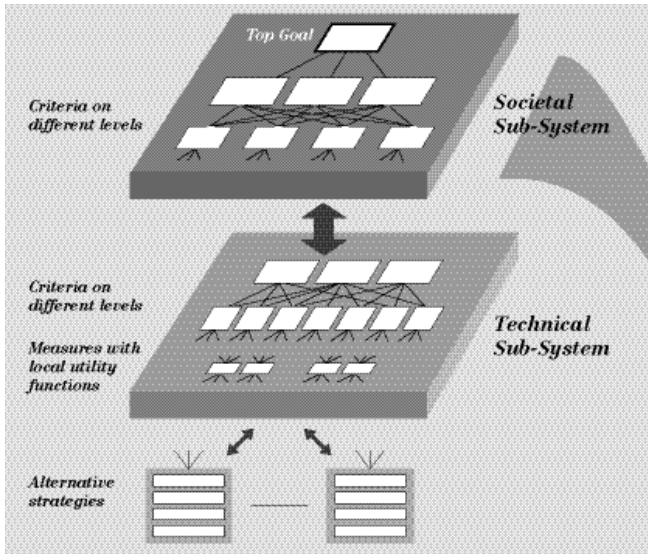 Top Goal
Criteria on
different levels
Societal
Sub-System
Criteria on
different levels
Measures with
local utility
functions
Technical
Sub-System
Alternative
strategies